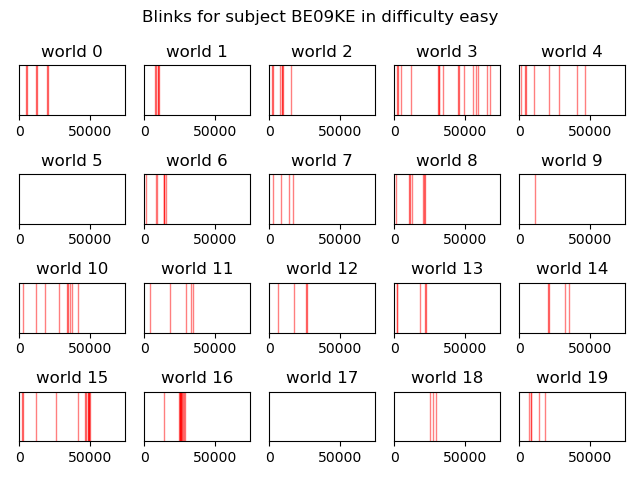 Blinks for subject BE09KE in difficulty easy
world 0 world 1 world 2 world 3 world 4
0 50000 0 50000 0 50000 0 50000 0 50000
world 5 world 6 world 7 world 8 world 9
0 50000 0 50000 0 50000 0 50000 0 50000
world 10 world 11 world 12 world 13 world 14
0 50000 0 50000 0 50000 0 50000 0 50000
world 15 world 16 world 17 world 18 world 19
0 50000 0 50000 0 50000 0 50000 0 50000